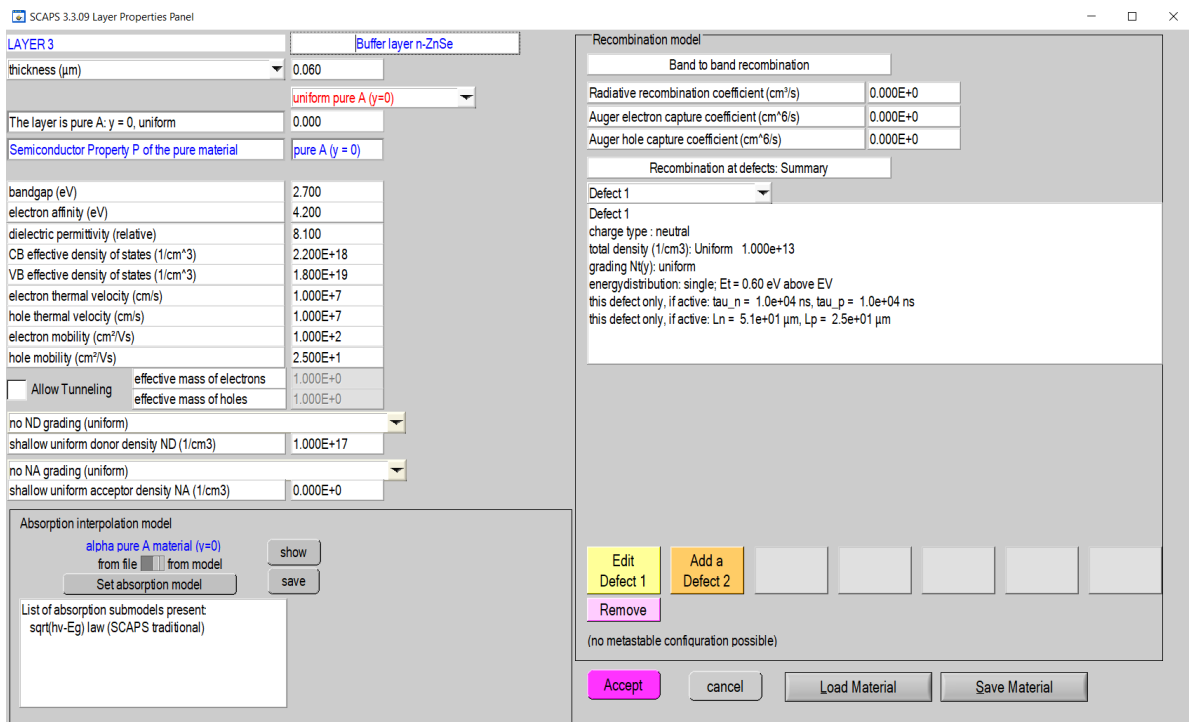 SCAPS 3.3.09 Layer Properties Panel
LAYER 3
Buffer layer n-ZnSe
thickness (µm) 0.060
uniform pure A (y=0)
The layer is pure A: y = 0, uniform 0.000
Semiconductor Property P of the pure material pure A (y = 0)
bandgap (eV) 2.700
electron affinity (eV) 4.200
dielectric permittivity (relative) 8.100
CB effective density of states (1/cm^3) 2.200E+18
VB effective density of states (1/cm^3) 1.800E+19
electron thermal velocity (cm/s) 1.000E+7
hole thermal velocity (cm/s) 1.000E+7
electron mobility (cm²/Vs) 1.000E+2
hole mobility (cm²/Vs) 2.500E+1
Allow Tunneling
effective mass of electrons 1.000E+0
effective mass of holes 1.000E+0
no ND grading (uniform)
shallow uniform donor density ND (1/cm3) 1.000E+17
no NA grading (uniform)
shallow uniform acceptor density NA (1/cm3) 0.000E+0
Absorption interpolation model
alpha pure A material (y=0)
from file from model
show
Set absorption model
save
List of absorption submodels present:
sqrt(hv-Eg) law (SCAPS traditional)
Recombination model
Band to band recombination
Radiative recombination coefficient (cm³/s) 0.000E+0
Auger electron capture coefficient (cm^6/s) 0.000E+0
Auger hole capture coefficient (cm^6/s) 0.000E+0
Recombination at defects: Summary
Defect 1
Defect 1
charge type : neutral
total density (1/cm3): Uniform 1.000e+13
grading Nt(y): uniform
energydistribution: single; Et = 0.60 eV above EV
this defect only, if active: tau_n = 1.0e+04 ns, tau_p = 1.0e+04 ns
this defect only, if active: Ln = 5.1e+01 µm, Lp = 2.5e+01 µm
Edit
Defect 1
Add a
Defect 2
Remove
(no metastable configuration possible)
Accept
cancel
Load Material
Save Material